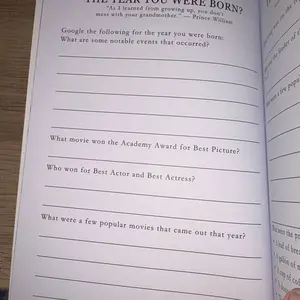 THE YEAR YOU WERE BORN?
"As I learned from growing up, you don't
mess with your grandmother." — Prince William
Google the following for the year you were born:
What are some notable events that occurred?
What movie won the Academy Award for Best Picture?
Who won for Best Actor and Best Actress?
What were a few popular movies that came out that year?